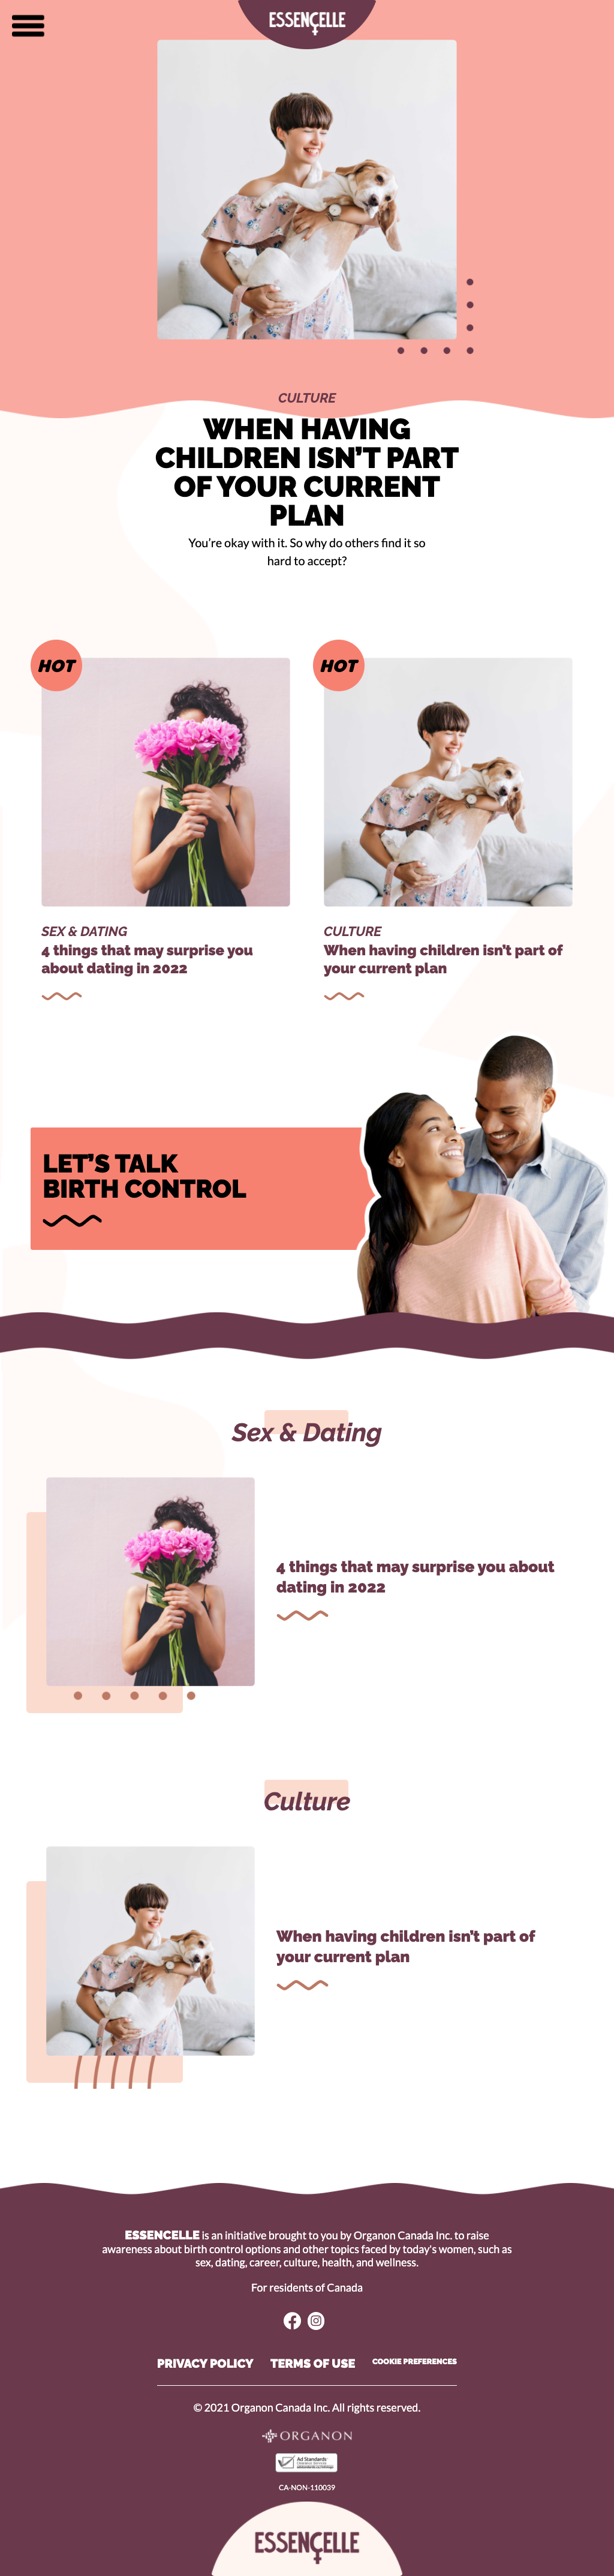 ESSENÇELLE
CULTURE
WHEN HAVING
CHILDREN ISN'T PART
OF YOUR CURRENT
PLAN
You're okay with it. So why do others find it so
hard to accept?
HOT
HOT
SEX & DATING
4 things that may surprise you
about dating in 2022
CULTURE
When having children isn't part of
your current plan
LET'S TALK
BIRTH CONTROL
Sex & Dating
4 things that may surprise you about
dating in 2022
Culture
When having children isn't part of
your current plan
ESSENCELLE is an initiative brought to you by Organon Canada Inc. to raise
awareness about birth control options and other topics faced by today's women, such as
sex, dating, career, culture, health, and wellness.
For residents of Canada
PRIVACY POLICY TERMS OF USE COOKIE PREFERENCES
© 2021 Organon Canada Inc. All rights reserved.
ORGANON
Ad Standards
CA-NON-110039
ESSENÇELLE